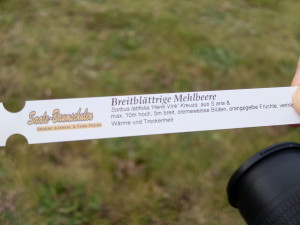 Breitblättrige Mehlbeere
Saale-Baumschulen
Sorbus latifolia 'Henk Vink' Kreuzg. aus S aria &
max. 10m hoch, 5m breit, cremeweisse Blüten, orangegelbe Früchte,
Wärme und Trockenheit